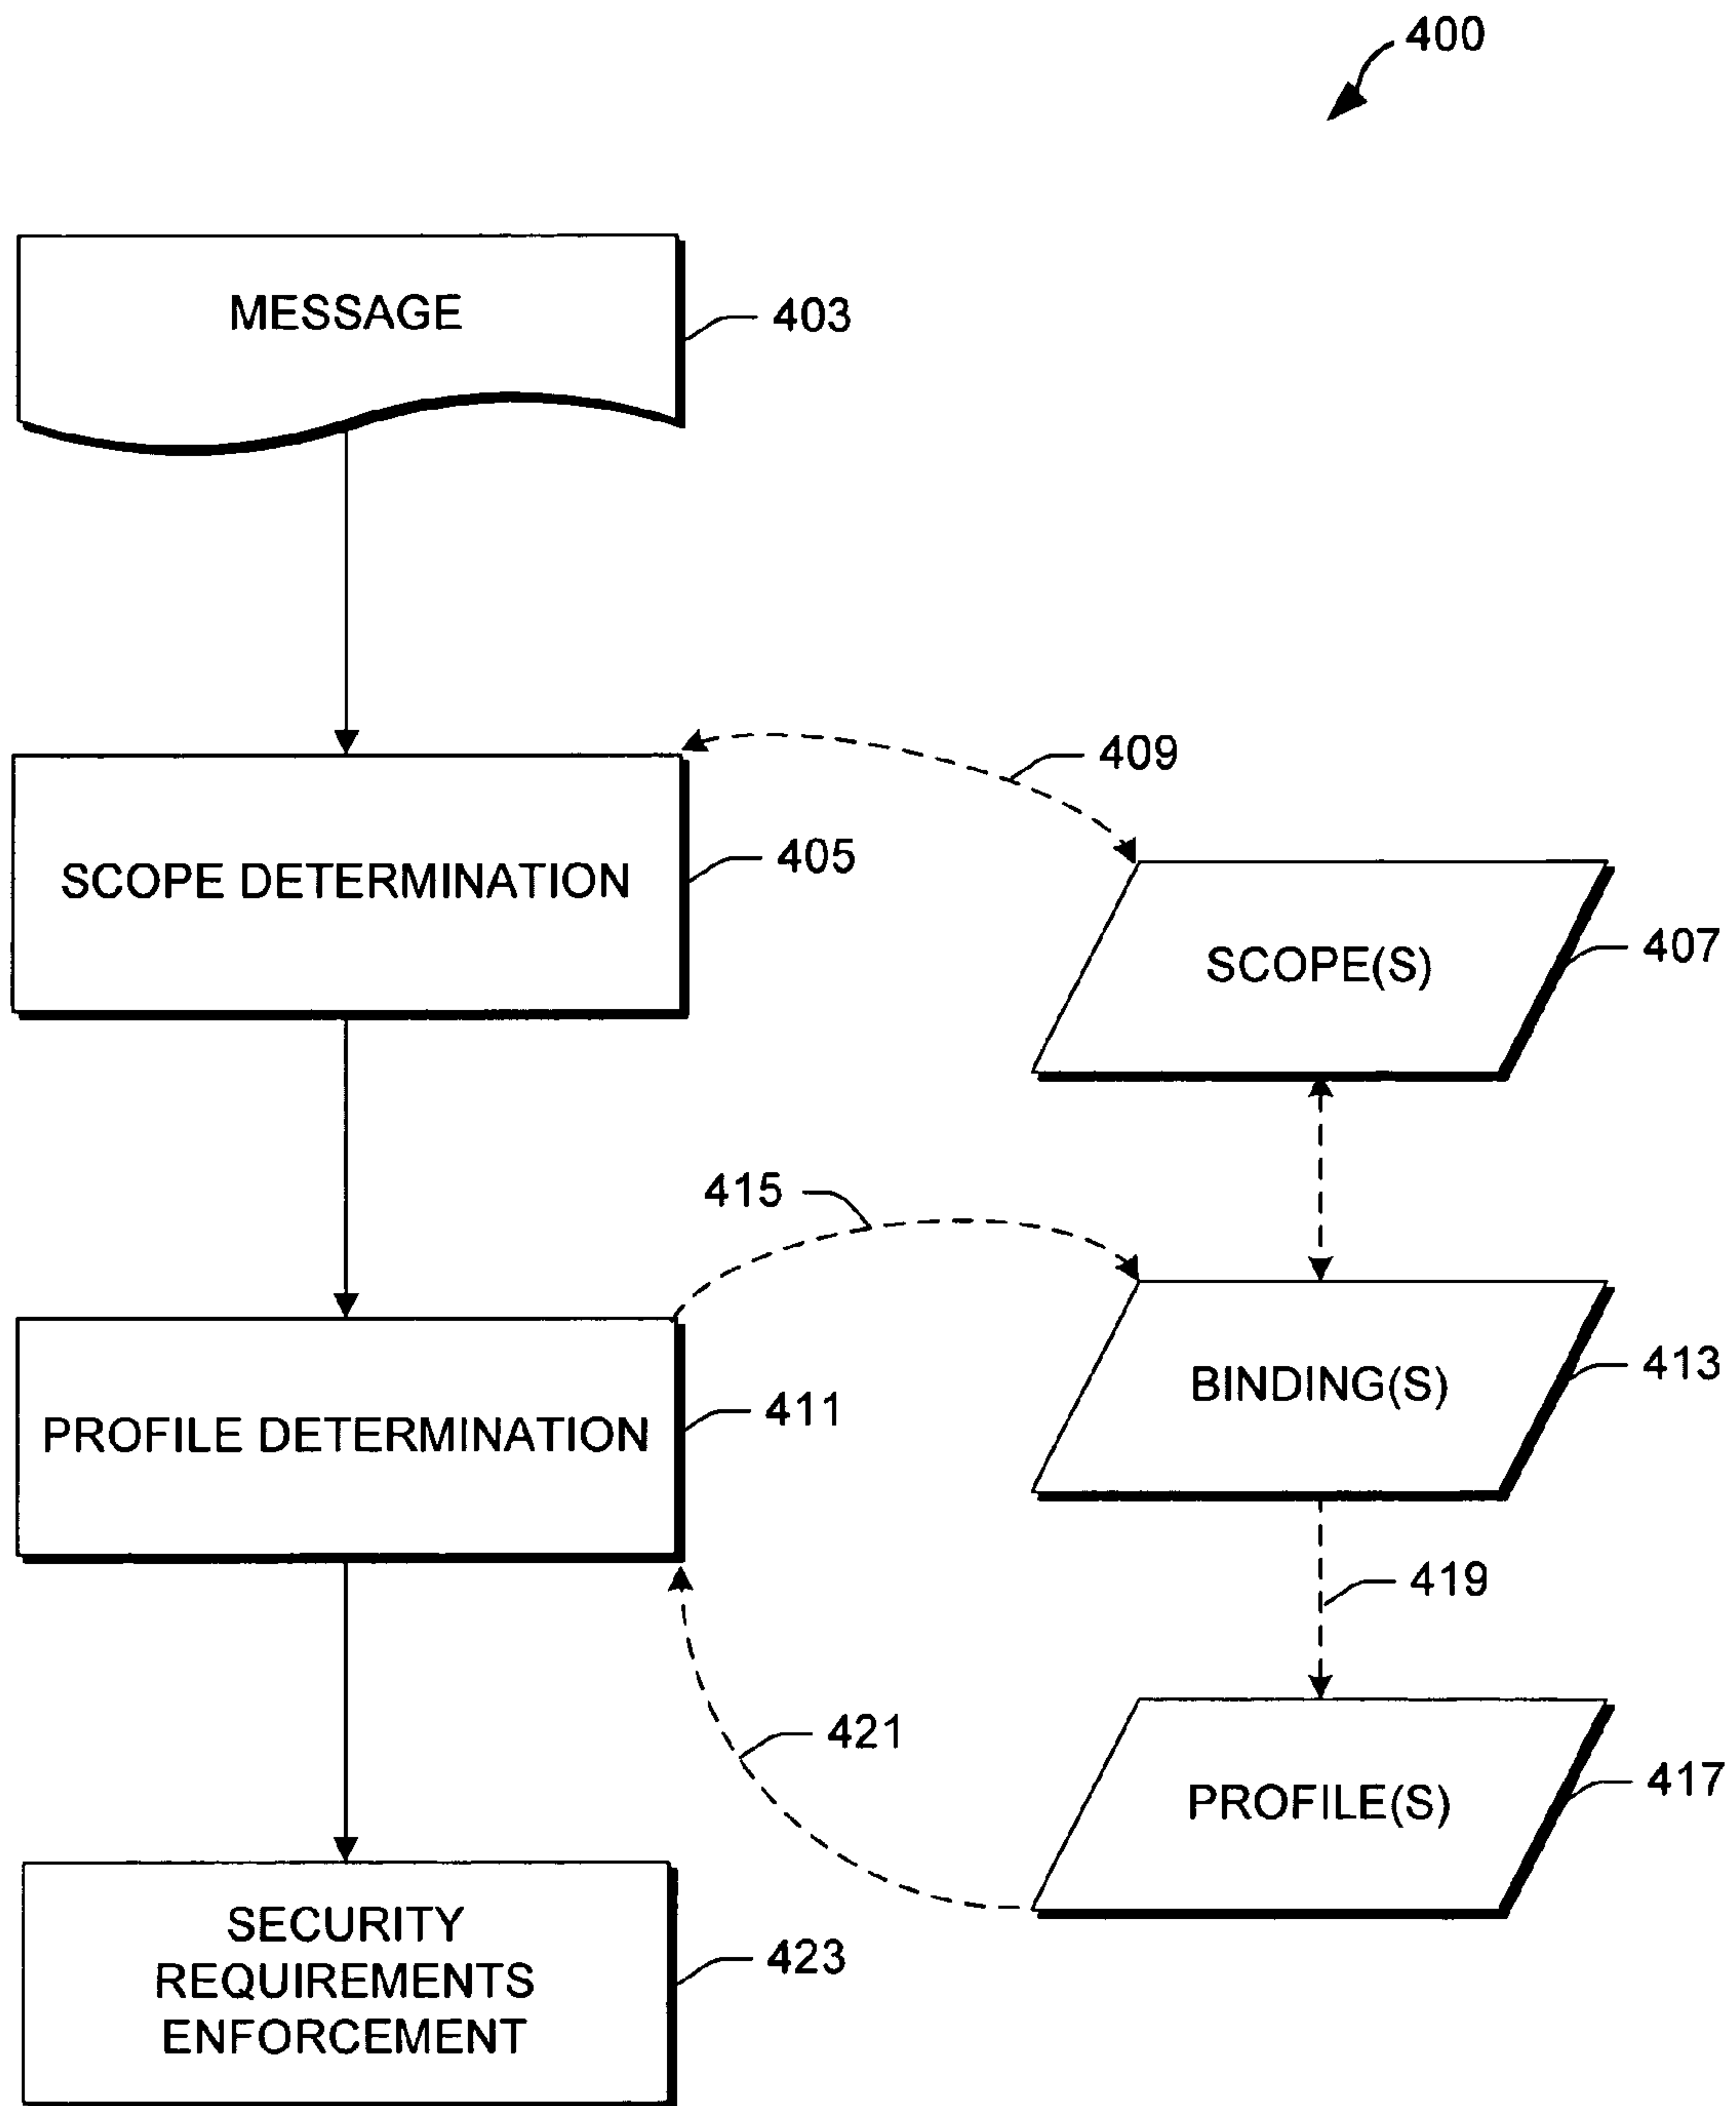 400
MESSAGE
403
409
SCOPE DETERMINATION
405
SCOPE(S)
407
415
BINDING(S)
413
PROFILE DETERMINATION
411
419
421
PROFILE(S)
417
SECURITY
REQUIREMENTS
ENFORCEMENT
423